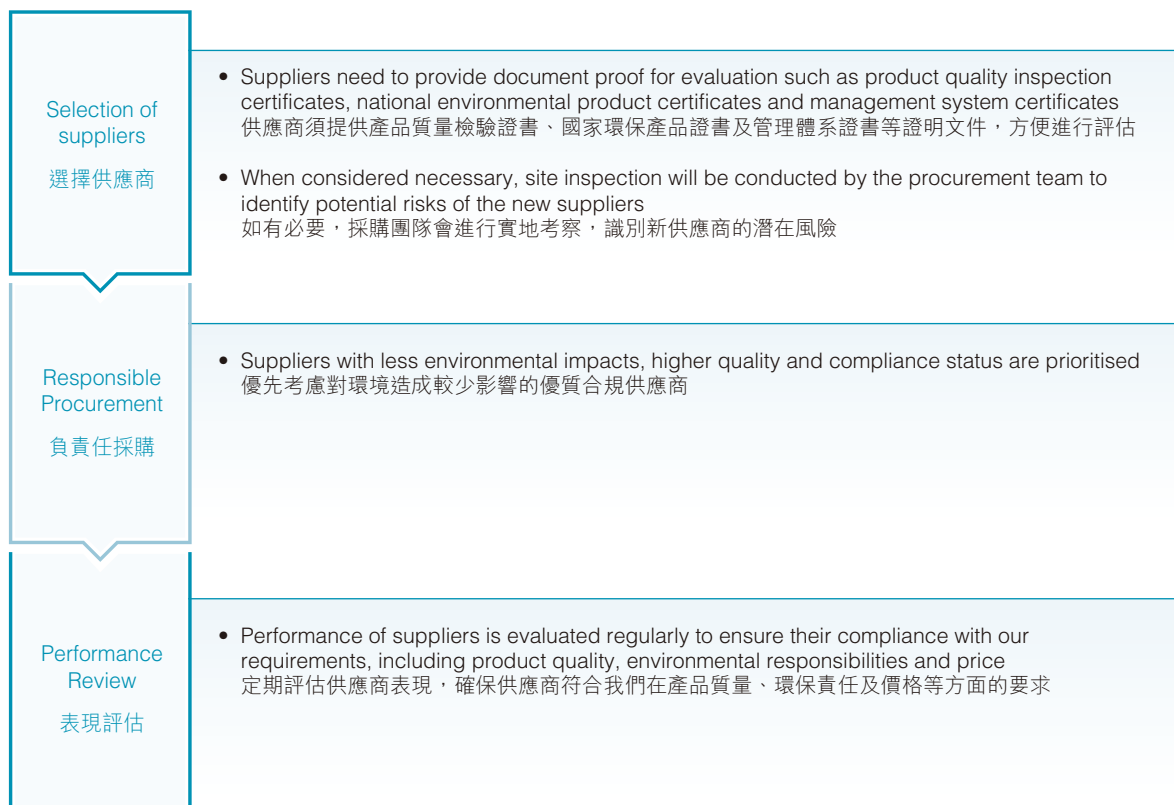 Selection of
suppliers
選擇供應商
• Suppliers need to provide document proof for evaluation such as product quality inspection
certificates, national environmental product certificates and management system certificates
供應商須提供產品質量檢驗證書、國家環保產品證書及管理體系證書等證明文件，方便進行評估
• When considered necessary, site inspection will be conducted by the procurement team to
identify potential risks of the new suppliers
如有必要，採購團隊會進行實地考察，識別新供應商的潛在風險
Responsible
Procurement
負責任採購
• Suppliers with less environmental impacts, higher quality and compliance status are prioritised
優先考慮對環境造成較少影響的優質合規供應商
Performance
Review
表現評估
• Performance of suppliers is evaluated regularly to ensure their compliance with our
requirements, including product quality, environmental responsibilities and price
定期評估供應商表現，確保供應商符合我們在產品質量、環保責任及價格等方面的要求